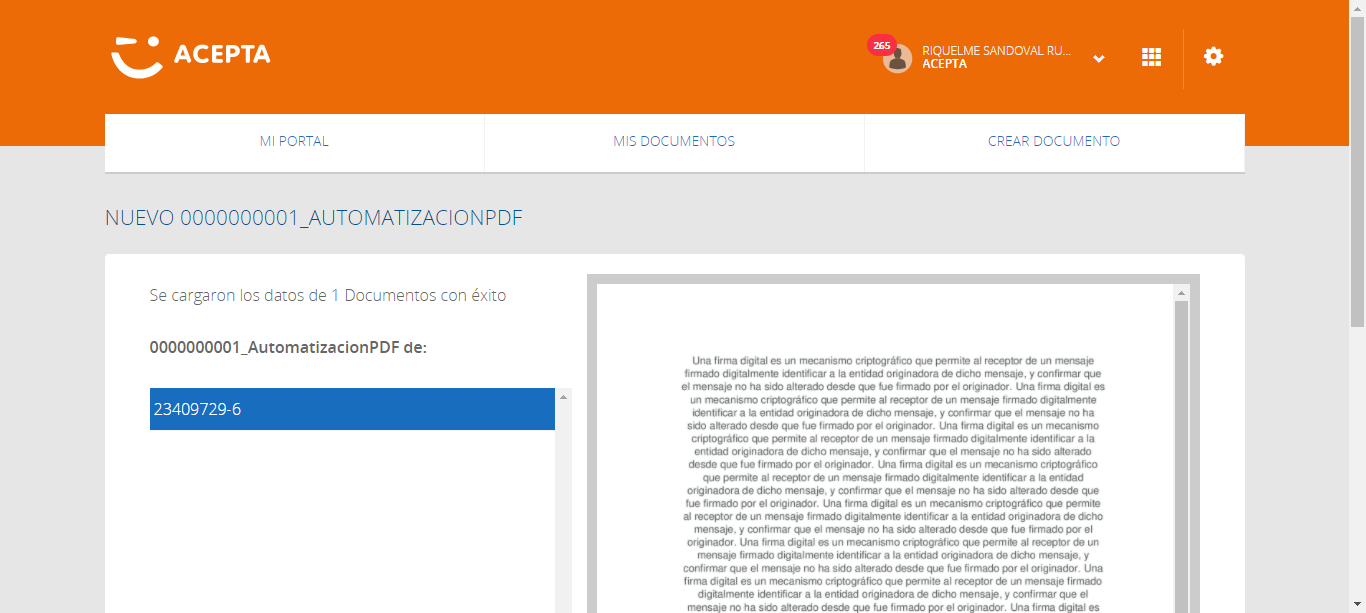 ACEPTA
265
RIQUELME SANDOVAL RU...
ACEPTA
MI PORTAL
MIS DOCUMENTOS
CREAR DOCUMENTO
NUEVO 0000000001_AUTOMATIZACIONPDF
Se cargaron los datos de 1 Documentos con éxito
0000000001_AutomatizacionPDF de:
23409729-6
Una firma digital es un mecanismo criptográfico que permite al receptor de un mensaje
firmado digitalmente identificar a la entidad originadora de dicho mensaje, y confirmar que
el mensaje no ha sido alterado desde que fue firmado por el originador. Una firma digital es
un mecanismo criptográfico que permite al receptor de un mensaje firmado digitalmente
identificar a la entidad originadora de dicho mensaje, y confirmar que el mensaje no ha
sido alterado desde que fue firmado por el originador. Una firma digital es un mecanismo
criptográfico que permite al receptor de un mensaje firmado digitalmente identificar a la
entidad originadora de dicho mensaje, y confirmar que el mensaje no ha sido alterado
desde que fue firmado por el originador. Una firma digital es un mecanismo criptográfico
que permite al receptor de un mensaje firmado digitalmente identificar a la entidad
originadora de dicho mensaje, y confirmar que el mensaje no ha sido alterado desde que
fue firmado por el originador. Una firma digital es un mecanismo criptográfico que permite
al receptor de un mensaje firmado digitalmente identificar a la entidad originadora de dicho
mensaje, y confirmar que el mensaje no ha sido alterado desde que fue firmado por el
originador. Una firma digital es un mecanismo criptográfico que permite al receptor de un
mensaje firmado digitalmente identificar a la entidad originadora de dicho mensaje, y
confirmar que el mensaje no ha sido alterado desde que fue firmado por el originador. Una
firma digital es un mecanismo criptográfico que permite al receptor de un mensaje firmado
digitalmente identificar a la entidad originadora de dicho mensaje, y confirmar que el
mensaje no ha sido alterado desde que fue firmado por el originador. Una firma digital es